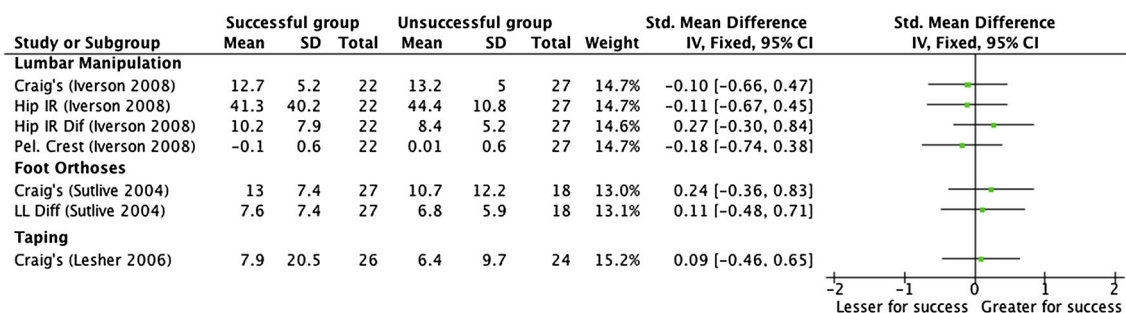 Successful group Unsuccessful group Std. Mean Difference Std. Mean Difference
Study or Subgroup Mean SD Total Mean SD Total Weight IV, Fixed, 95% CI IV, Fixed, 95% CI
Lumbar Manipulation
Craig's (Iverson 2008) 12.7 5.2 22 13.2 5 27 14.7% -0.10 [-0.66, 0.47]
Hip IR (Iverson 2008) 41.3 40.2 22 44.4 10.8 27 14.7% -0.11 [-0.67, 0.45]
Hip IR Dif (Iverson 2008) 10.2 7.9 22 8.4 5.2 27 14.6% 0.27 [-0.30, 0.84]
Pel. Crest (Iverson 2008) -0.1 0.6 22 0.01 0.6 27 14.7% -0.18 [-0.74, 0.38]
Foot Orthoses
Craig's (Sutlive 2004) 13 7.4 27 10.7 12.2 18 13.0% 0.24 [-0.36, 0.83]
LL Diff (Sutlive 2004) 7.6 7.4 27 6.8 5.9 18 13.1% 0.11 [-0.48, 0.71]
Taping
Craig's (Lesher 2006) 7.9 20.5 26 6.4 9.7 24 15.2% 0.09 [-0.46, 0.65]
-2 -1 0 1 2
Lesser for success Greater for success